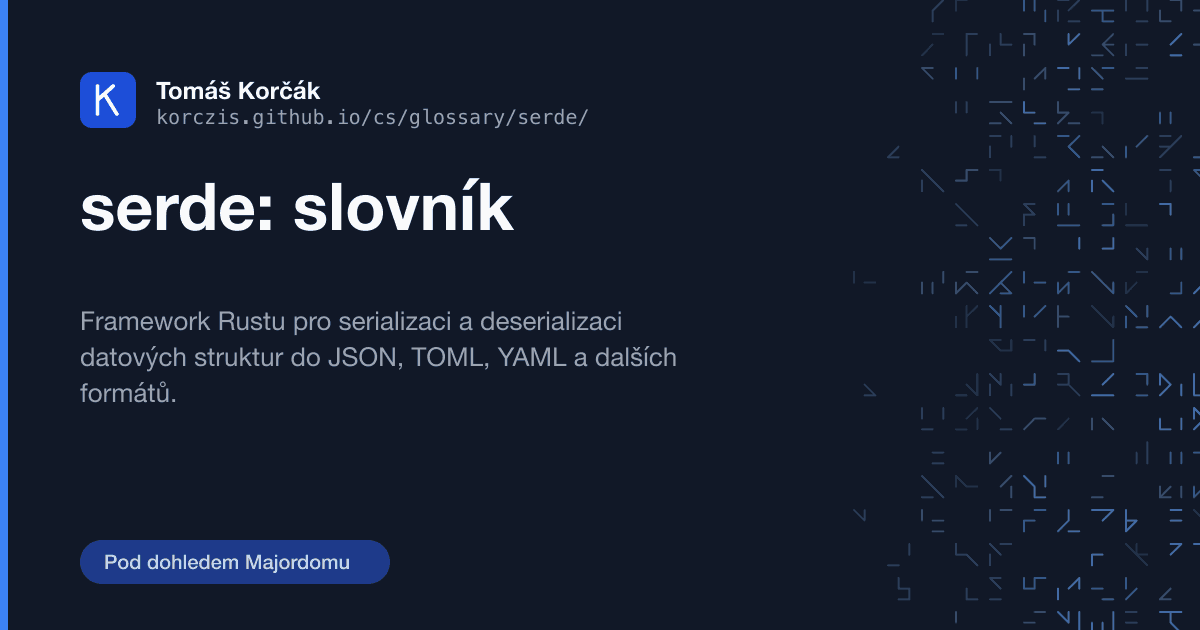 K
Tomáš Korčák
korczis.github.io/cs/glossary/serde/
serde: slovník
Framework Rustu pro serializaci a deserializaci
datových struktur do JSON, TOML, YAML a dalších
formátů.
Pod dohledem Majordomu